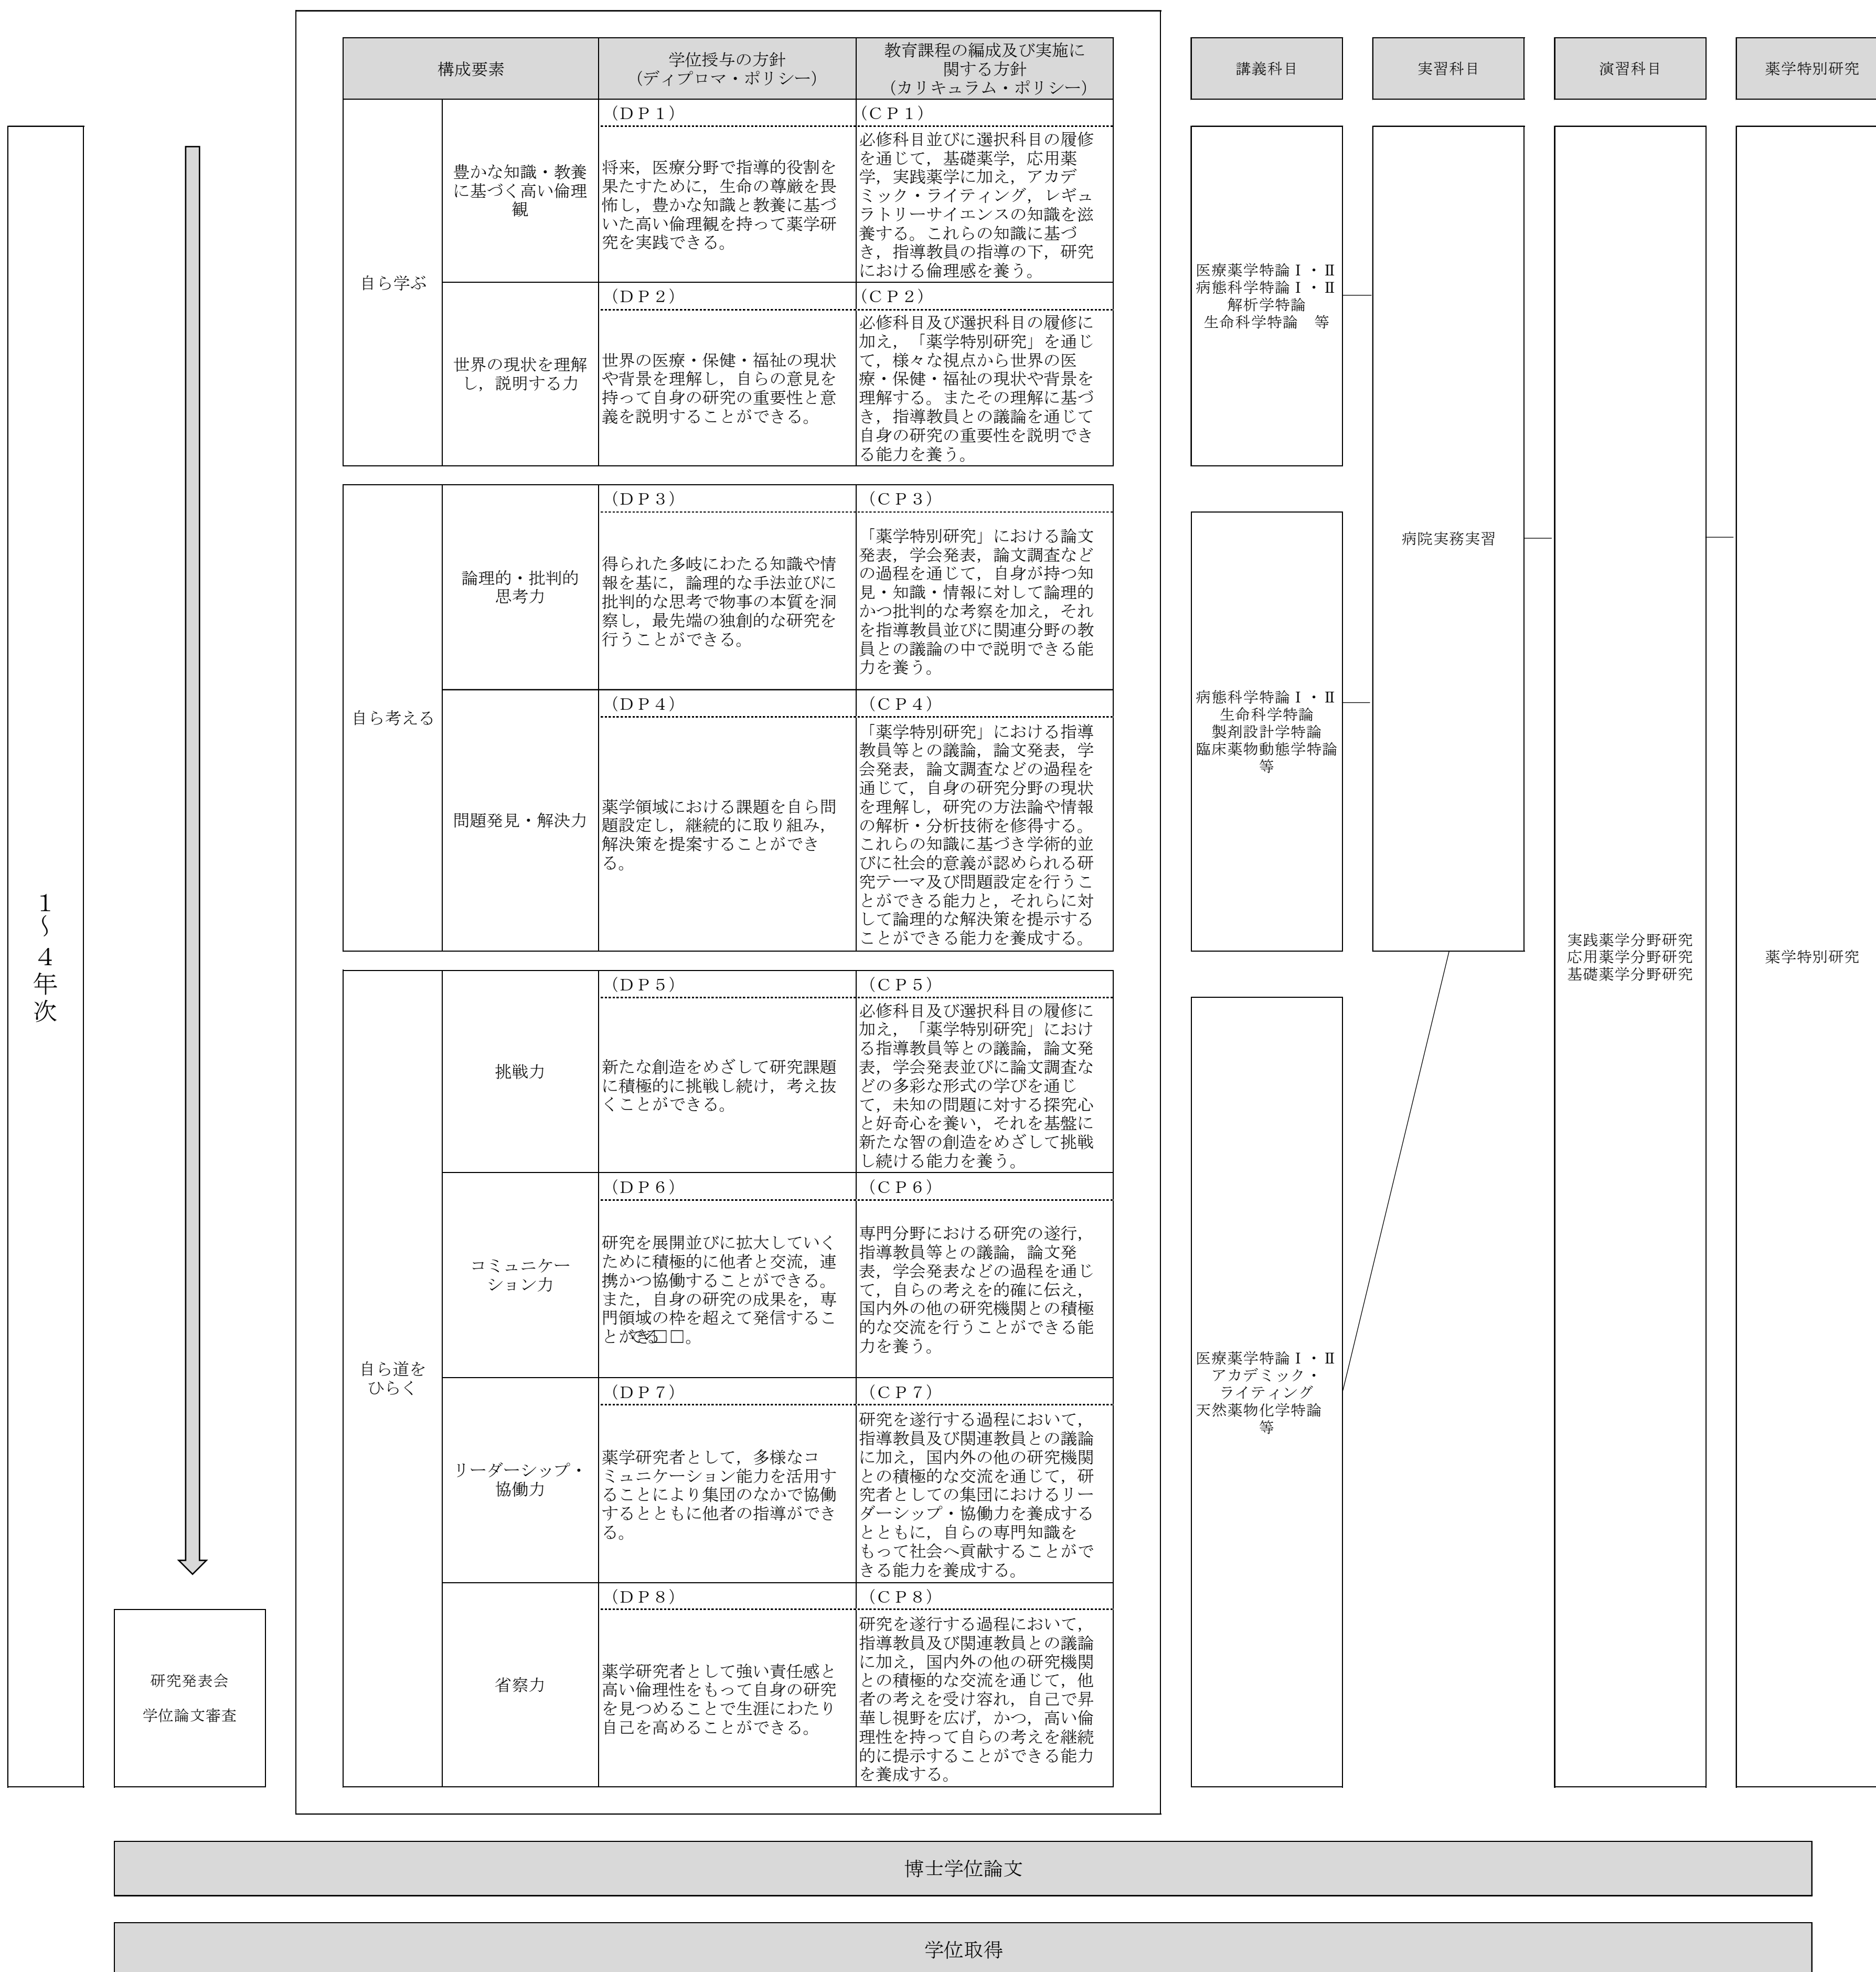 構成要素
学位授与の方針
（ディプロマ・ポリシー）
教育課程の編成及び実施に
関する方針
（カリキュラム・ポリシー）
講義科目
実習科目
演習科目
薬学特別研究
1～4年次
自ら学ぶ
豊かな知識・教養
に基づく高い倫理
観
（ＤＰ１）
将来，医療分野で指導的役割を
果たすために，生命の尊厳を畏
怖し，豊かな知識と教養に基づ
いた高い倫理観を持って薬学研
究を実践できる。
（ＣＰ１）
必修科目並びに選択科目の履修
を通じて，基礎薬学，応用薬
学，実践薬学に加え，アカデ
ミック・ライティング，レギュ
ラトリーサイエンスの知識を滋
養する。これらの知識に基づ
き，指導教員の指導の下，研究
における倫理感を養う。
世界の現状を理解
し，説明する力
（ＤＰ２）
世界の医療・保健・福祉の現状
や背景を理解し，自らの意見を
持って自身の研究の重要性と意
義を説明することができる。
（ＣＰ２）
必修科目及び選択科目の履修に
加え，「薬学特別研究」を通じ
て，様々な視点から世界の医
療・保健・福祉の現状や背景を
理解する。またその理解に基づ
き，指導教員との議論を通じて
自身の研究の重要性を説明でき
る能力を養う。
医療薬学特論Ⅰ・Ⅱ
病態科学特論Ⅰ・Ⅱ
解析学特論
生命科学特論　等
自ら考える
論理的・批判的
思考力
（ＤＰ３）
得られた多岐にわたる知識や情
報を基に，論理的な手法並びに
批判的な思考で物事の本質を洞
察し，最先端の独創的な研究を
行うことができる。
（ＣＰ３）
「薬学特別研究」における論文
発表，学会発表，論文調査など
の過程を通じて，自身が持つ知
見・知識・情報に対して論理的
かつ批判的な考察を加え，それ
を指導教員並びに関連分野の教
員との議論の中で説明できる能
力を養う。
問題発見・解決力
（ＤＰ４）
薬学領域における課題を自ら問
題設定し，継続的に取り組み，
解決策を提案することができ
る。
（ＣＰ４）
「薬学特別研究」における指導
教員等との議論，論文発表，学
会発表，論文調査などの過程を
通じて，自身の研究分野の現状
を理解し，研究の方法論や情報
の解析・分析技術を修得する。
これらの知識に基づき学術的並
びに社会的意義が認められる研
究テーマ及び問題設定を行うこ
とができる能力と，それらに対
して論理的な解決策を提示する
ことができる能力を養成する。
病態科学特論Ⅰ・Ⅱ
生命科学特論
製剤設計学特論
臨床薬物動態学特論
等
病院実務実習
実践薬学分野研究
応用薬学分野研究
基礎薬学分野研究
薬学特別研究
自ら道を
ひらく
挑戦力
（ＤＰ５）
新たな創造をめざして研究課題
に積極的に挑戦し続け，考え抜
くことができる。
（ＣＰ５）
必修科目及び選択科目の履修に
加え，「薬学特別研究」におけ
る指導教員等との議論，論文発
表，学会発表並びに論文調査な
どの多彩な形式の学びを通じ
て，未知の問題に対する探究心
と好奇心を養い，それを基盤に
新たな智の創造をめざして挑戦
し続ける能力を養う。
コミュニケー
ション力
（ＤＰ６）
研究を展開並びに拡大していく
ために積極的に他者と交流，連
携かつ協働することができる。
また，自身の研究の成果を，専
門領域の枠を超えて発信するこ
とが
（ＣＰ６）
専門分野における研究の遂行，
指導教員等との議論，論文発
表，学会発表などの過程を通じ
て，自らの考えを的確に伝え，
国内外の他の研究機関との積極
的な交流を行うことができる能
力を養う。
リーダーシップ・
協働力
（ＤＰ７）
薬学研究者として，多様なコ
ミュニケーション能力を活用す
ることにより集団のなかで協働
するとともに他者の指導ができ
る。
（ＣＰ７）
研究を遂行する過程において，
指導教員及び関連教員との議論
に加え，国内外の他の研究機関
との積極的な交流を通じて，研
究者としての集団におけるリー
ダーシップ・協働力を養成する
とともに，自らの専門知識を
もって社会へ貢献することがで
きる能力を養成する。
省察力
（ＤＰ８）
薬学研究者として強い責任感と
高い倫理性をもって自身の研究
を見つめることで生涯にわたり
自己を高めることができる。
（ＣＰ８）
研究を遂行する過程において，
指導教員及び関連教員との議論
に加え，国内外の他の研究機関
との積極的な交流を通じて，他
者の考えを受け容れ，自己で昇
華し視野を広げ，かつ，高い倫
理性を持って自らの考えを継続
的に提示することができる能力
を養成する。
医療薬学特論Ⅰ・Ⅱ
アカデミック・
ライティング
天然薬物化学特論
等
研究発表会
学位論文審査
博士学位論文
学位取得